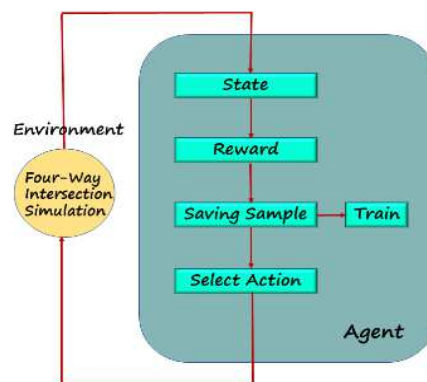 State
Environment
Reward
Four-Way
Intersection
Simulation
Saving Sample
Train
Select Action
Agent